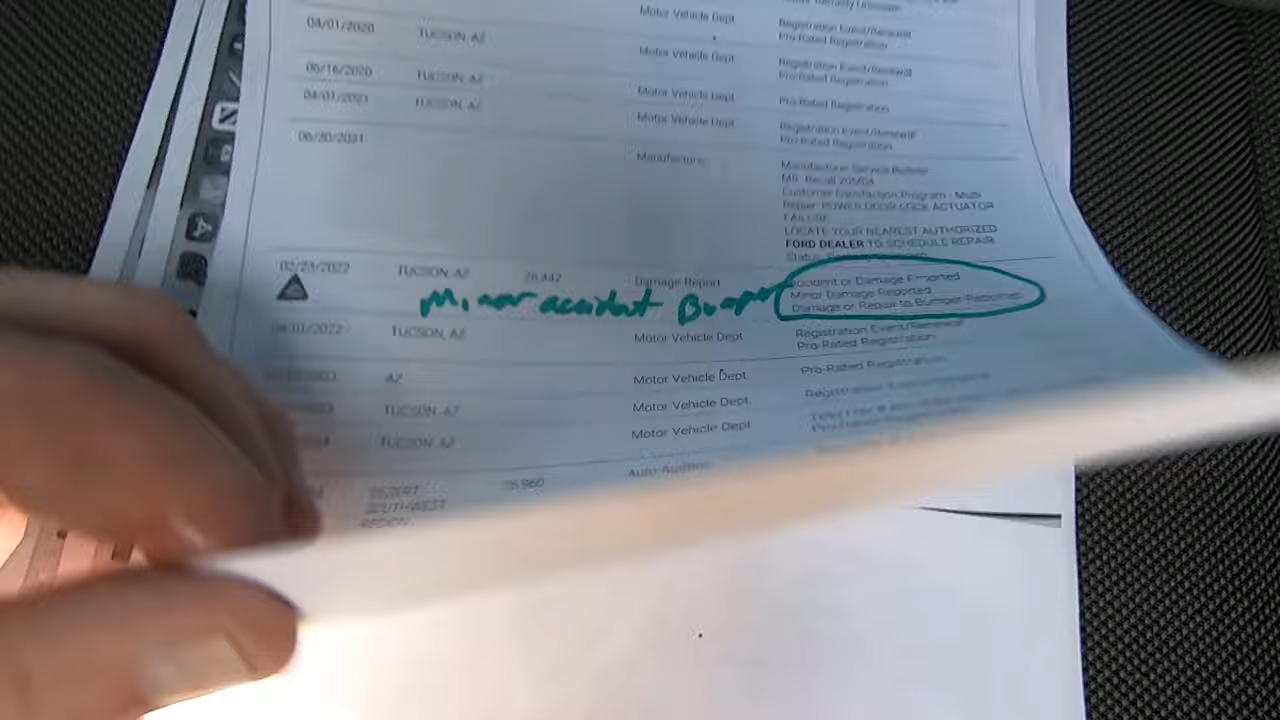 Motor Vehicle Dept.
Registration Event/Renewal
Pro-Rated Registration
04/01/2020 TUCSON, AZ Motor Vehicle Dept.
Registration Event/Renewal
Pro-Rated Registration
06/16/2020 TUCSON, AZ Motor Vehicle Dept. Pro-Rated Registration
04/01/2021 TUCSON, AZ Motor Vehicle Dept. Registration Event/Renewal
Pro-Rated Registration
06/30/2021 Manufacturer Manufacturer Service Bulletin
Mfr. Recall 20M04
Customer Satisfaction Program - Multi
Repair: POWER DOOR LOCK ACTUATOR
FAILURE
LOCATE YOUR NEAREST AUTHORIZED
FORD DEALER TO SCHEDULE REPAIR
Status:
02/23/2022 TUCSON, AZ 76,442 Damage Report Accident or Damage Reported
Minor Damage Reported
Damage or Repair to Bumper Reported
Minor accident Bumper
04/01/2022 TUCSON, AZ Motor Vehicle Dept. Registration Event/Renewal
Pro-Rated Registration
AZ Motor Vehicle Dept. Pro-Rated Registration
TUCSON, AZ Motor Vehicle Dept. Registration
TUCSON, AZ Motor Vehicle Dept.
DESERT Auto Auction
SOUTHWEST
REGION